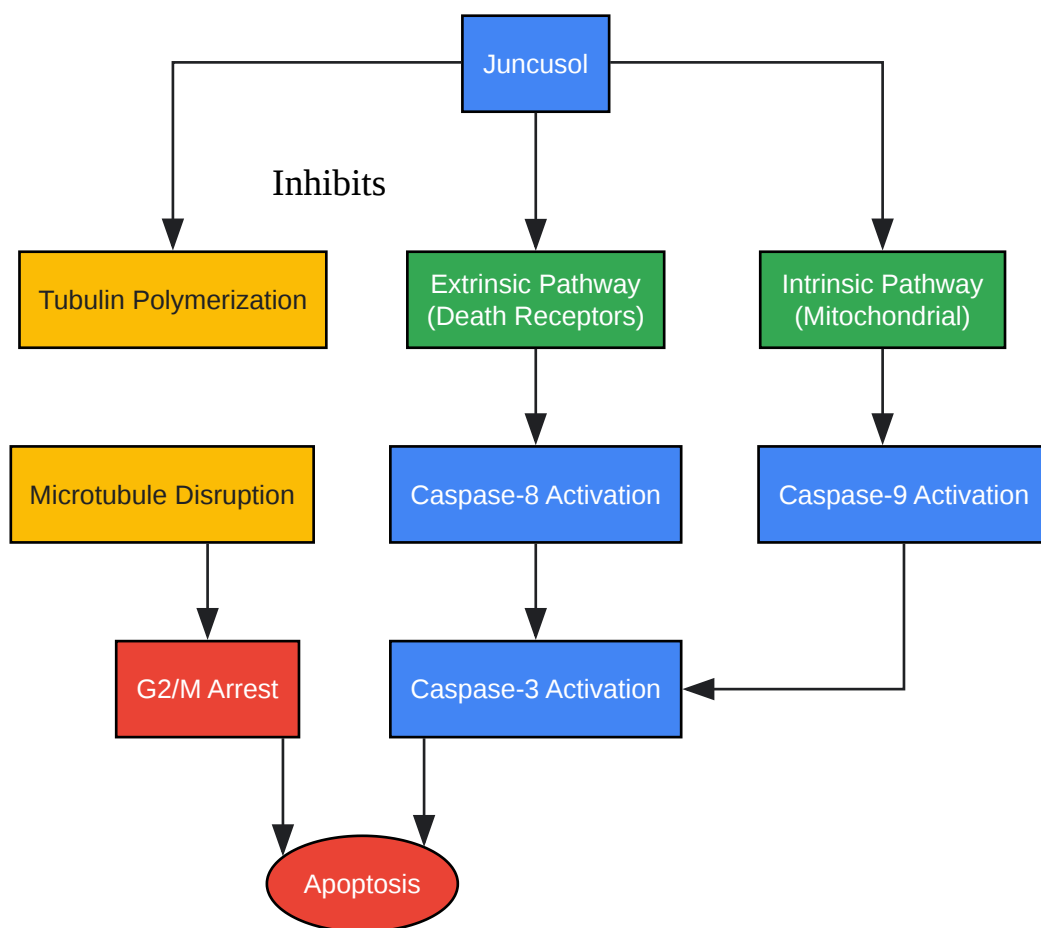 Juncusol
Inhibits
Tubulin Polymerization
Extrinsic Pathway
(Death Receptors)
Intrinsic Pathway
(Mitochondrial)
Microtubule Disruption
Caspase-8 Activation
Caspase-9 Activation
G2/M Arrest
Caspase-3 Activation
Apoptosis